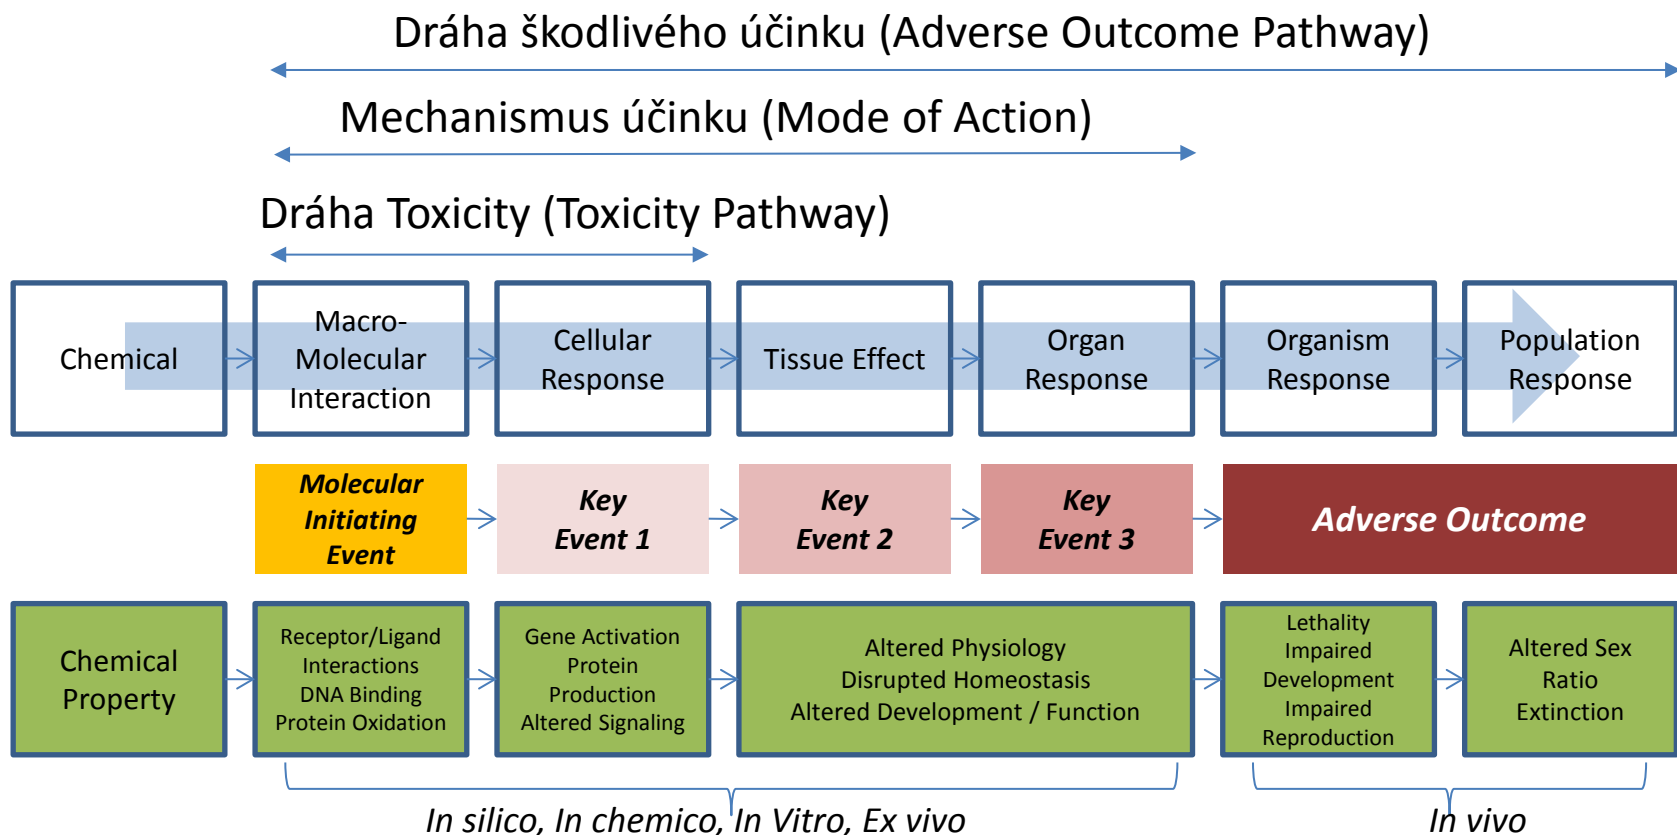 Dráha škodlivého účinku (Adverse Outcome Pathway)
Mechanismus účinku (Mode of Action)
Dráha Toxicity (Toxicity Pathway)
Chemical
Macro-
Molecular
Interaction
Cellular
Response
Tissue Effect
Organ
Response
Organism
Response
Population
Response
Molecular
Initiating
Event
Key
Event 1
Key
Event 2
Key
Event 3
Adverse Outcome
Chemical
Property
Receptor/Ligand
Interactions
DNA Binding
Protein Oxidation
Gene Activation
Protein
Production
Altered Signaling
Altered Physiology
Disrupted Homeostasis
Altered Development / Function
Lethality
Impaired
Development
Impaired
Reproduction
Altered Sex
Ratio
Extinction
In silico, In chemico, In Vitro, Ex vivo
In vivo